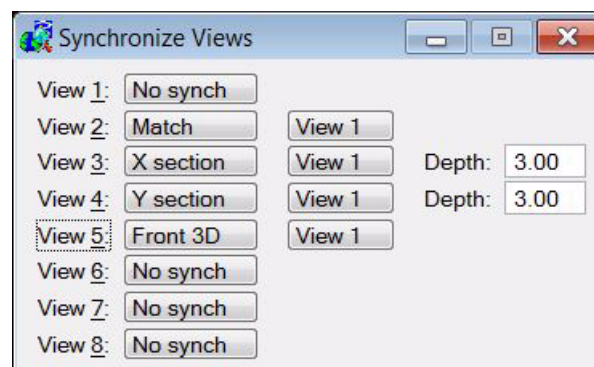 Synchronize Views
View 1: No synch
View 2: Match View 1
View 3: X section View 1 Depth: 3.00
View 4: Y section View 1 Depth: 3.00
View 5: Front 3D View 1
View 6: No synch
View 7: No synch
View 8: No synch